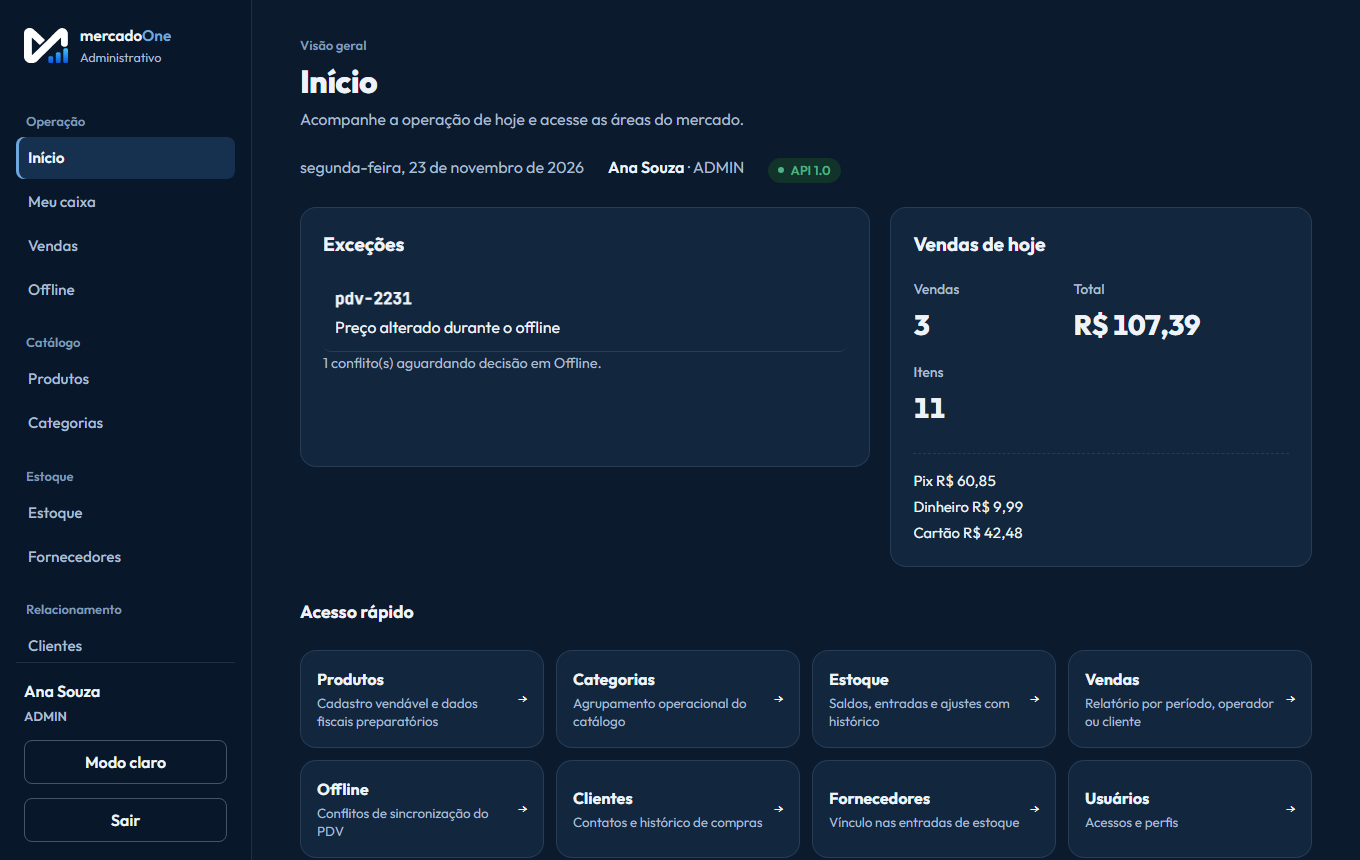 mercadoOne
Administrativo
Operação
Início
Meu caixa
Vendas
Offline
Catálogo
Produtos
Categorias
Estoque
Estoque
Fornecedores
Relacionamento
Clientes
Ana Souza
ADMIN
Modo claro
Sair
Visão geral
Início
Acompanhe a operação de hoje e acesse as áreas do mercado.
segunda-feira, 23 de novembro de 2026 Ana Souza · ADMIN API 1.0
Exceções
pdv-2231
Preço alterado durante o offline
1 conflito(s) aguardando decisão em Offline.
Vendas de hoje
Vendas Total
3 R$ 107,39
Itens
11
Pix R$ 60,85
Dinheiro R$ 9,99
Cartão R$ 42,48
Acesso rápido
Produtos
Cadastro vendável e dados
fiscais preparatórios
→
Categorias
Agrupamento operacional do
catálogo
→
Estoque
Saldos, entradas e ajustes com
histórico
→
Vendas
Relatório por período, operador
ou cliente
→
Offline
Conflitos de sincronização do
PDV
→
Clientes
Contatos e histórico de compras
→
Fornecedores
Vínculo nas entradas de estoque
→
Usuários
Acessos e perfis
→